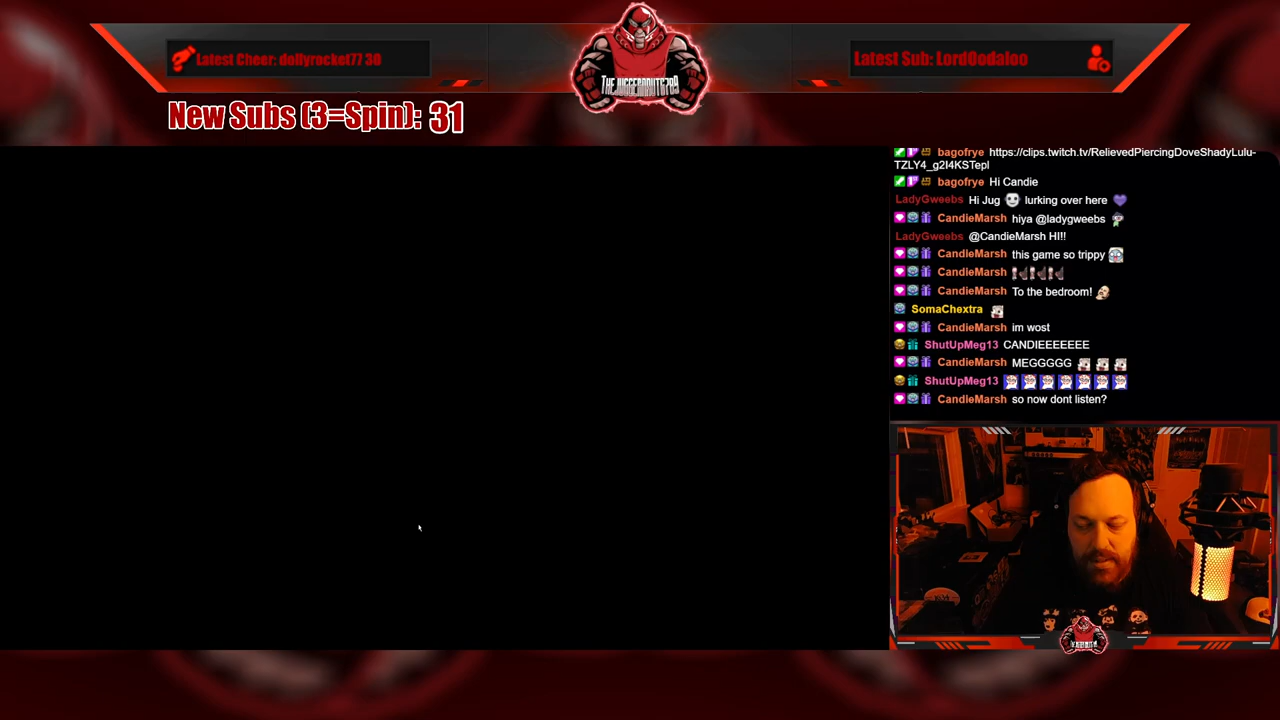 Latest Cheer: dollyrocket77 30
THEJUGGERNAUT6789
Latest Sub: LordOodaloo
New Subs (3=Spin): 31
bagofrye https://clips.twitch.tv/RelievedPiercingDoveShadyLulu-
TZLY4_g2I4KSTepl
bagofrye Hi Candie
LadyGweebs Hi Jug lurking over here
CandieMarsh hiya @ladygweebs
LadyGweebs @CandieMarsh HI!!
CandieMarsh this game so trippy
CandieMarsh
CandieMarsh To the bedroom!
SomaChextra
CandieMarsh im wost
ShutUpMeg13 CANDIEEEEEEE
CandieMarsh MEGGGGG
ShutUpMeg13
CandieMarsh so now dont listen?